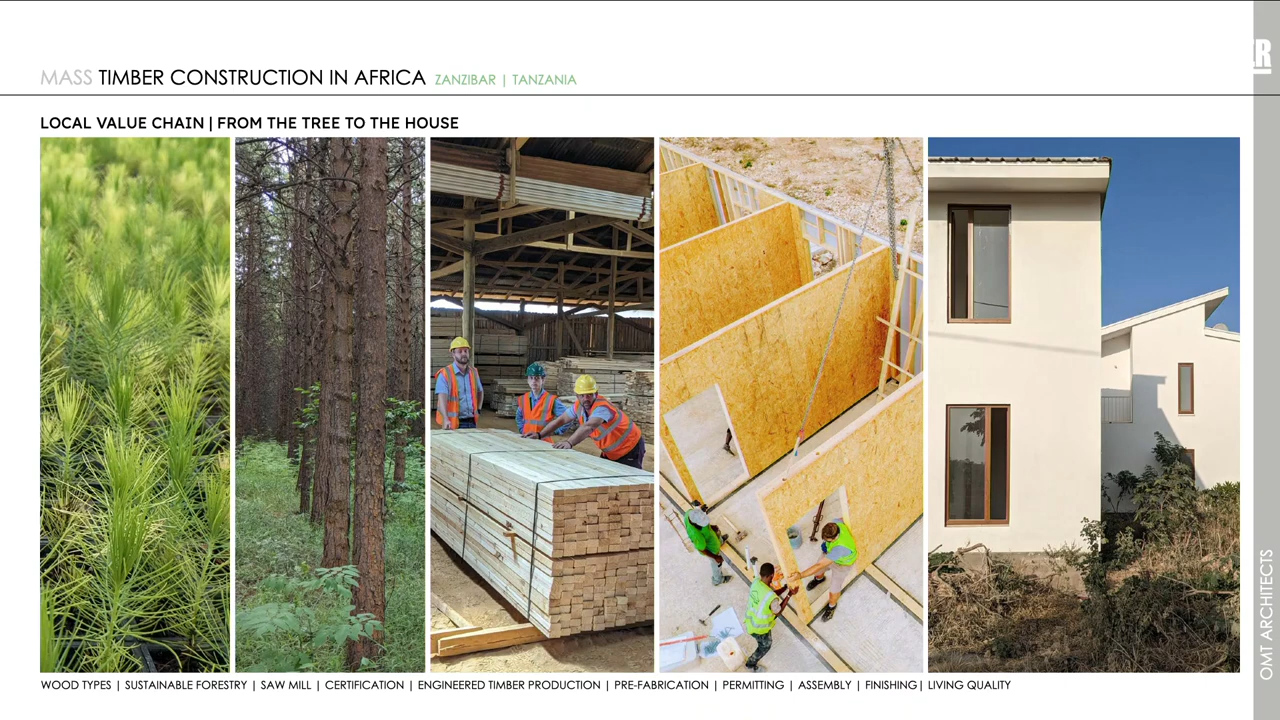 MASS TIMBER CONSTRUCTION IN AFRICA ZANZIBAR | TANZANIA
LOCAL VALUE CHAIN | FROM THE TREE TO THE HOUSE
WOOD TYPES | SUSTAINABLE FORESTRY | SAW MILL | CERTIFICATION | ENGINEERED TIMBER PRODUCTION | PRE-FABRICATION | PERMITTING | ASSEMBLY | FINISHING | LIVING QUALITY
OMT ARCHITECTS